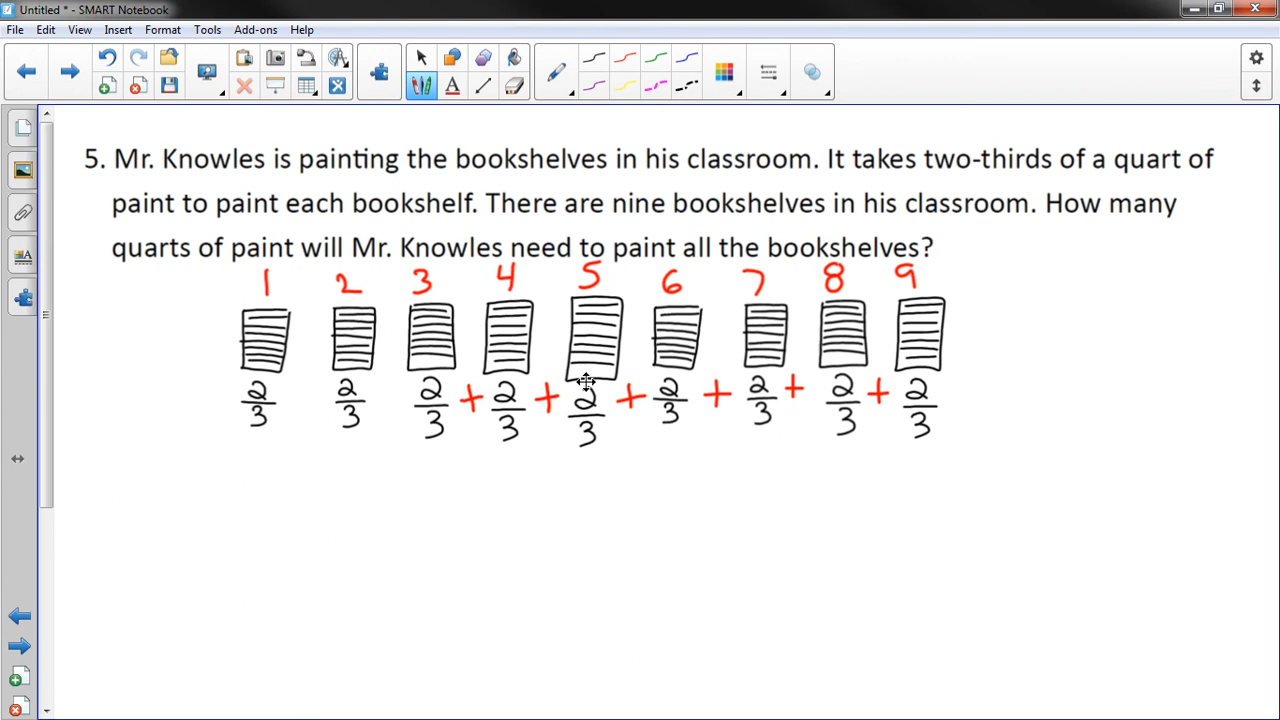 Untitled * - SMART Notebook
File Edit View Insert Format Tools Add-ons Help
5. Mr. Knowles is painting the bookshelves in his classroom. It takes two-thirds of a quart of
paint to paint each bookshelf. There are nine bookshelves in his classroom. How many
quarts of paint will Mr. Knowles need to paint all the bookshelves?
1 2 3 4 5 6 7 8 9
2/3 2/3 2/3 + 2/3 + 2/3 + 2/3 + 2/3 + 2/3 + 2/3